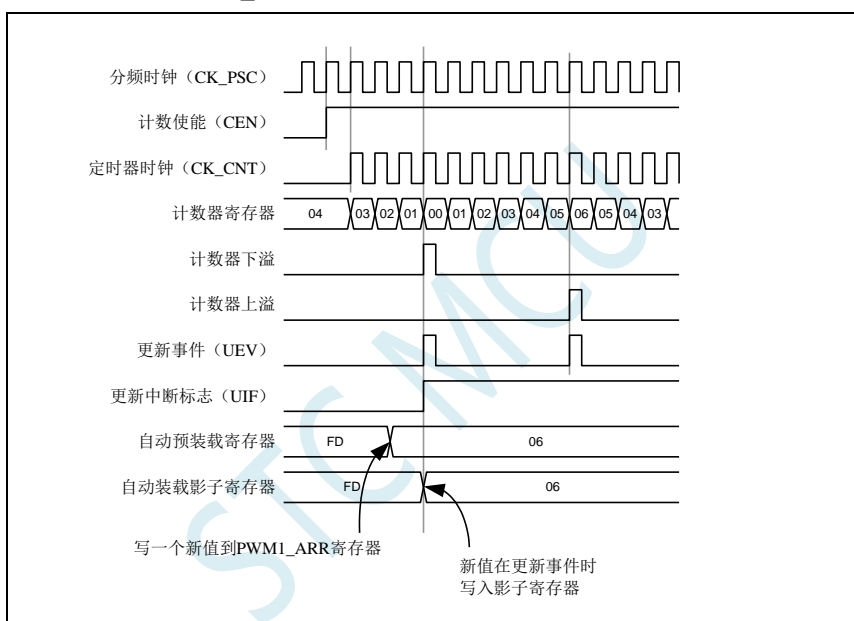 分频时钟（CK_PSC）
计数使能（CEN）
定时器时钟（CK_CNT）
计数器寄存器 04 03 02 01 00 01 02 03 04 05 06 05 04 03
计数器下溢
计数器上溢
更新事件（UEV）
更新中断标志（UIF）
自动预装载寄存器 FD 06
自动装载影子寄存器 FD 06
写一个新值到PWM1_ARR寄存器
新值在更新事件时
写入影子寄存器
STC MCU